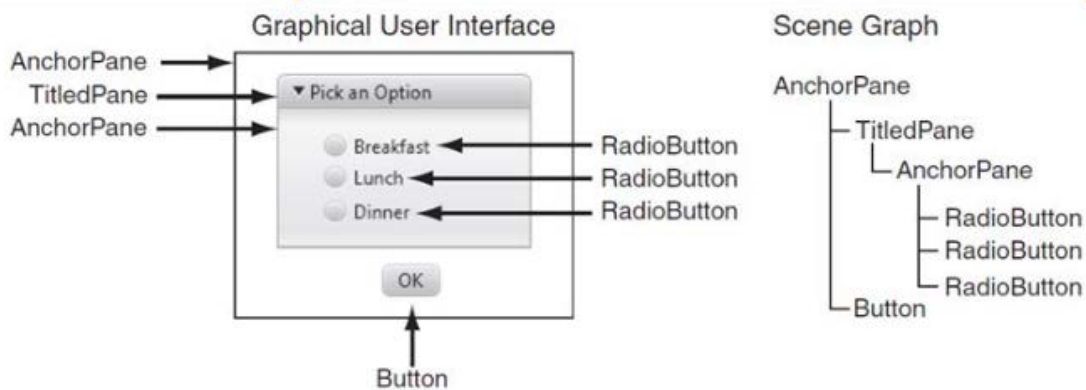 Graphical User Interface
AnchorPane
TitledPane
AnchorPane
Pick an Option
Breakfast
Lunch
Dinner
RadioButton
RadioButton
RadioButton
OK
Button
Scene Graph
AnchorPane
TitledPane
AnchorPane
RadioButton
RadioButton
RadioButton
Button